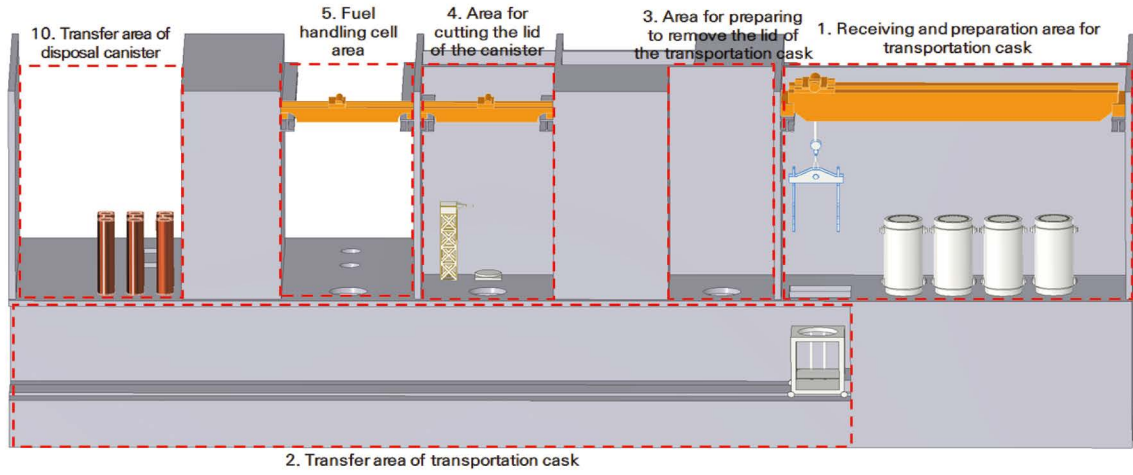 10. Transfer area of
disposal canister
5. Fuel
handling cell
area
4. Area for
cutting the lid
of the canister
3. Area for preparing
to remove the lid of
the transportation cask
1. Receiving and preparation area for
transportation cask
2. Transfer area of transportation cask